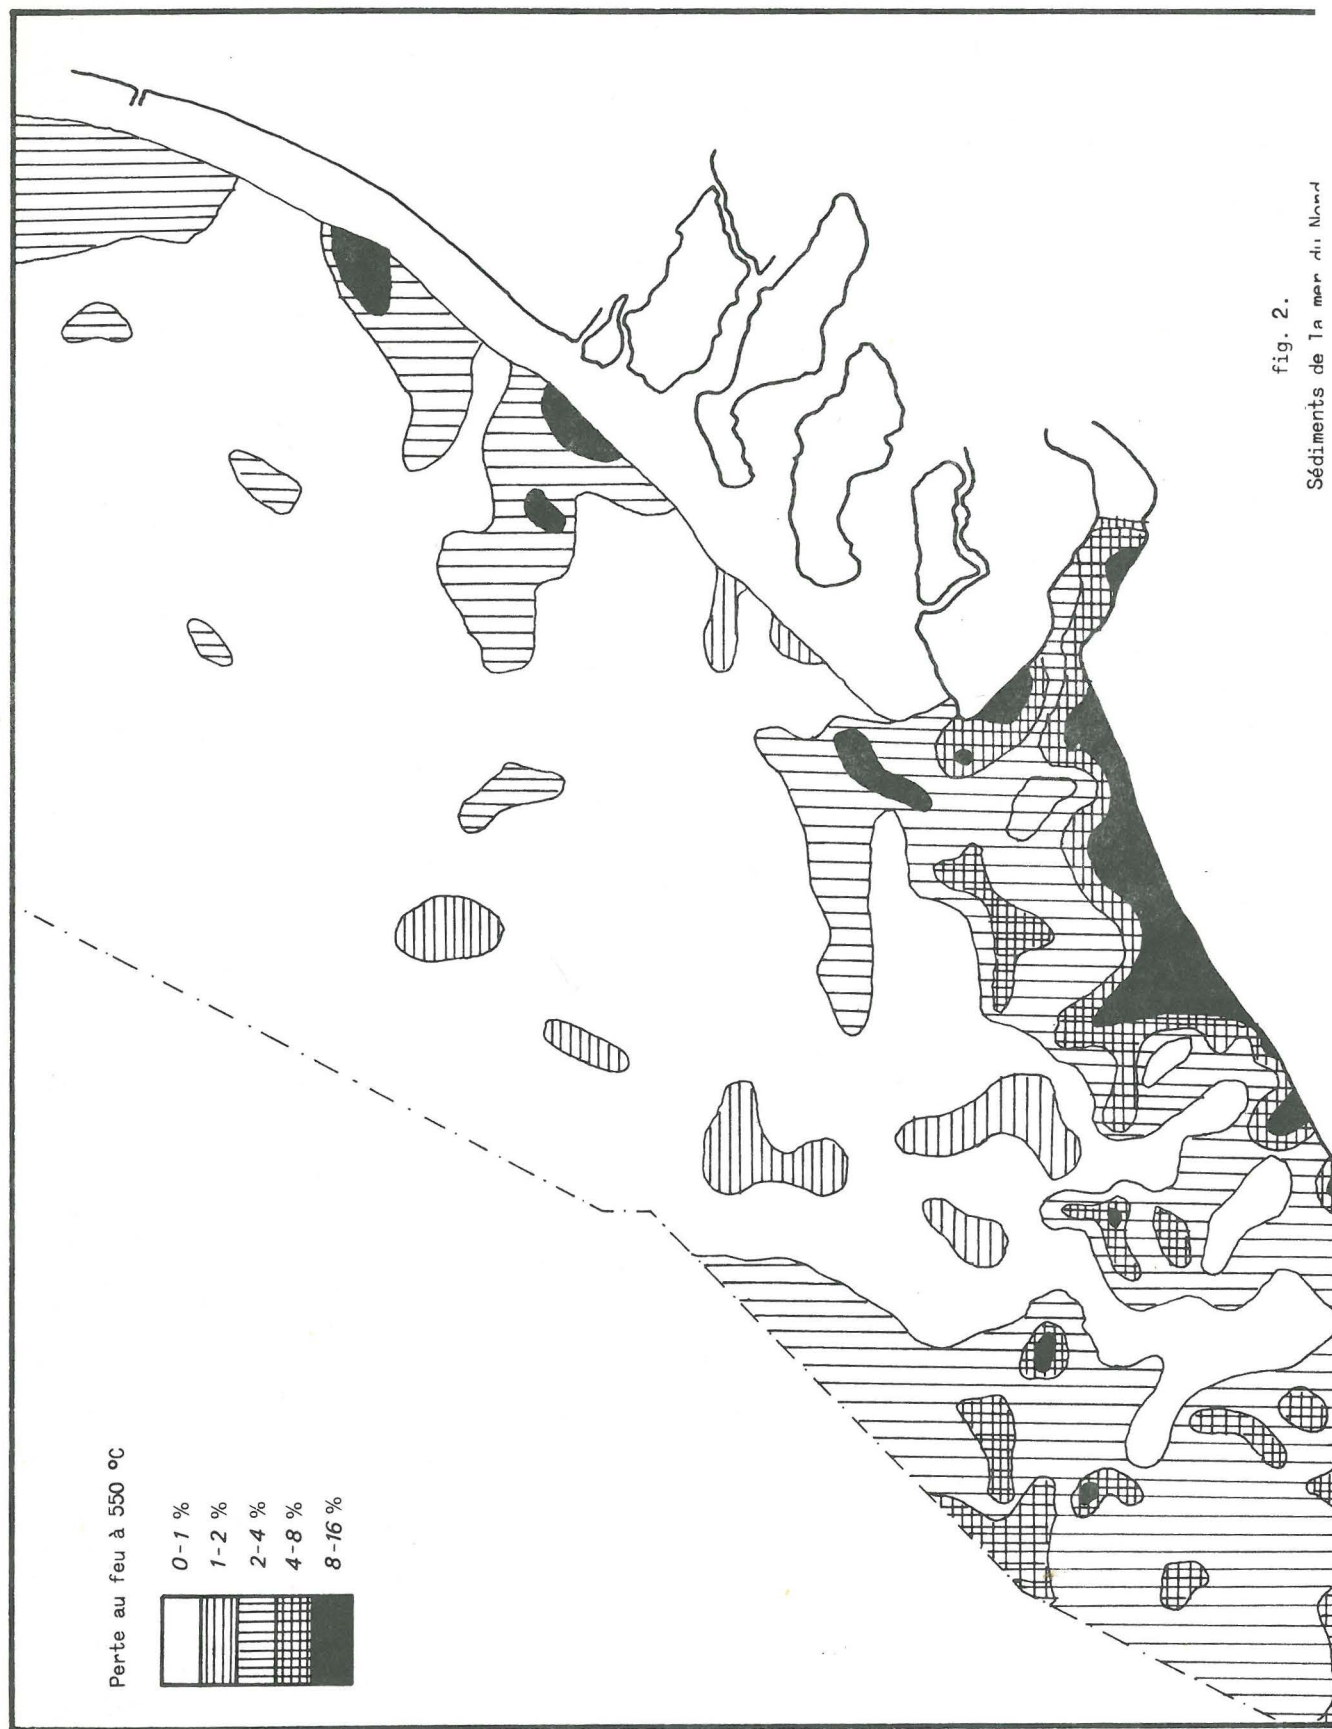 Perte au feu à 550 °C
0-1 %
1-2 %
2-4 %
4-8 %
8-16 %
fig. 2.
Sédiments de la mer du Nord